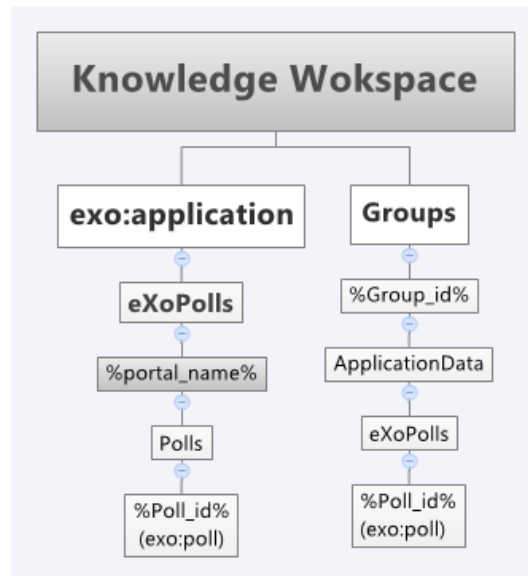 Knowledge Wokspace
exo:application
Groups
eXoPolls
%Group_id%
%portal_name%
ApplicationData
Polls
eXoPolls
%Poll_id%
(exo:poll)
%Poll_id%
(exo:poll)